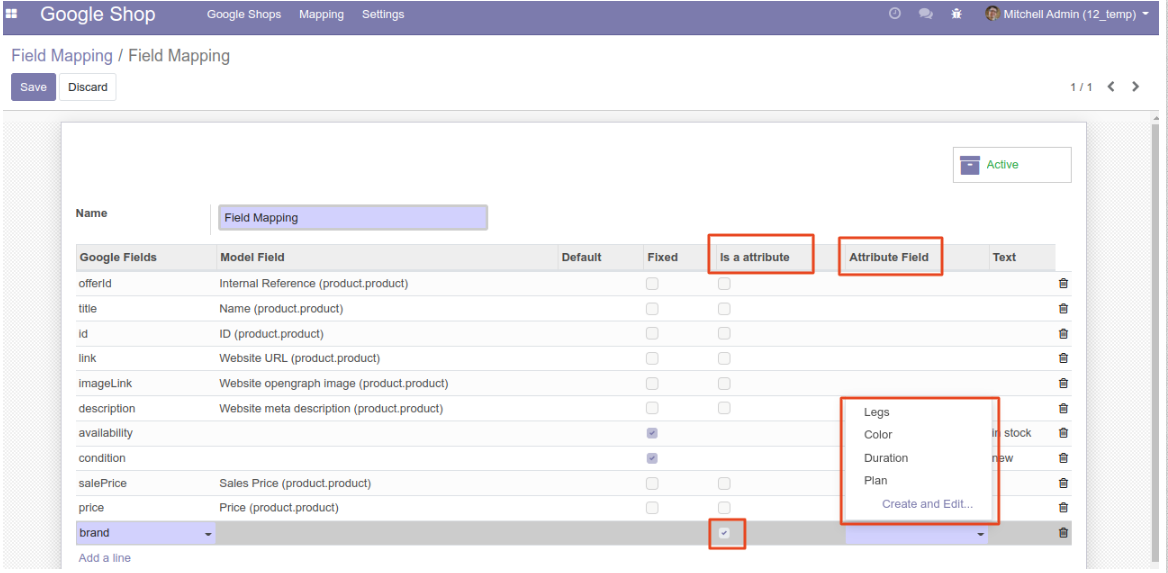 Google Shop Google Shops Mapping Settings Mitchell Admin (12_temp)
Field Mapping / Field Mapping
Save Discard 1 / 1
Active
Name Field Mapping
Google Fields Model Field Default Fixed Is a attribute Attribute Field Text
offerId Internal Reference (product.product)
title Name (product.product)
id ID (product.product)
link Website URL (product.product)
imageLink Website opengraph image (product.product)
description Website meta description (product.product)
Legs
availability in stock
Color
condition new
Duration
salePrice Sales Price (product.product)
Plan
price Price (product.product)
Create and Edit...
brand
Add a line